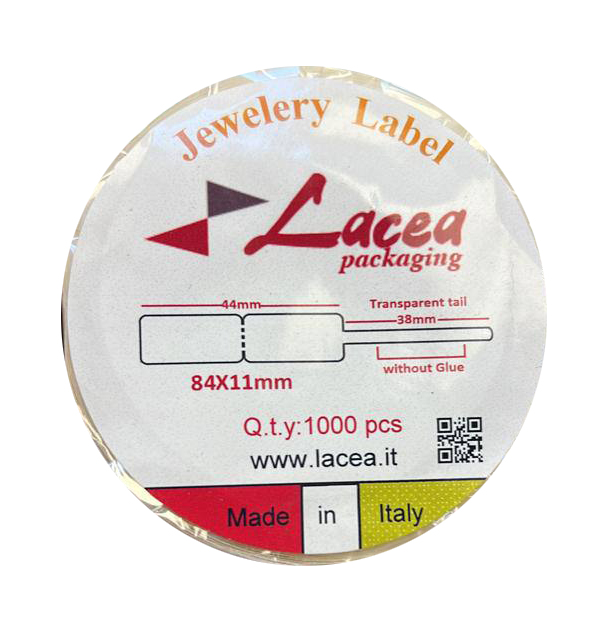 Jewelery Label
Lacea
packaging
44mm
Transparent tail
38mm
without Glue
84X11mm
Q.t.y:1000 pcs
www.lacea.it
Made in Italy